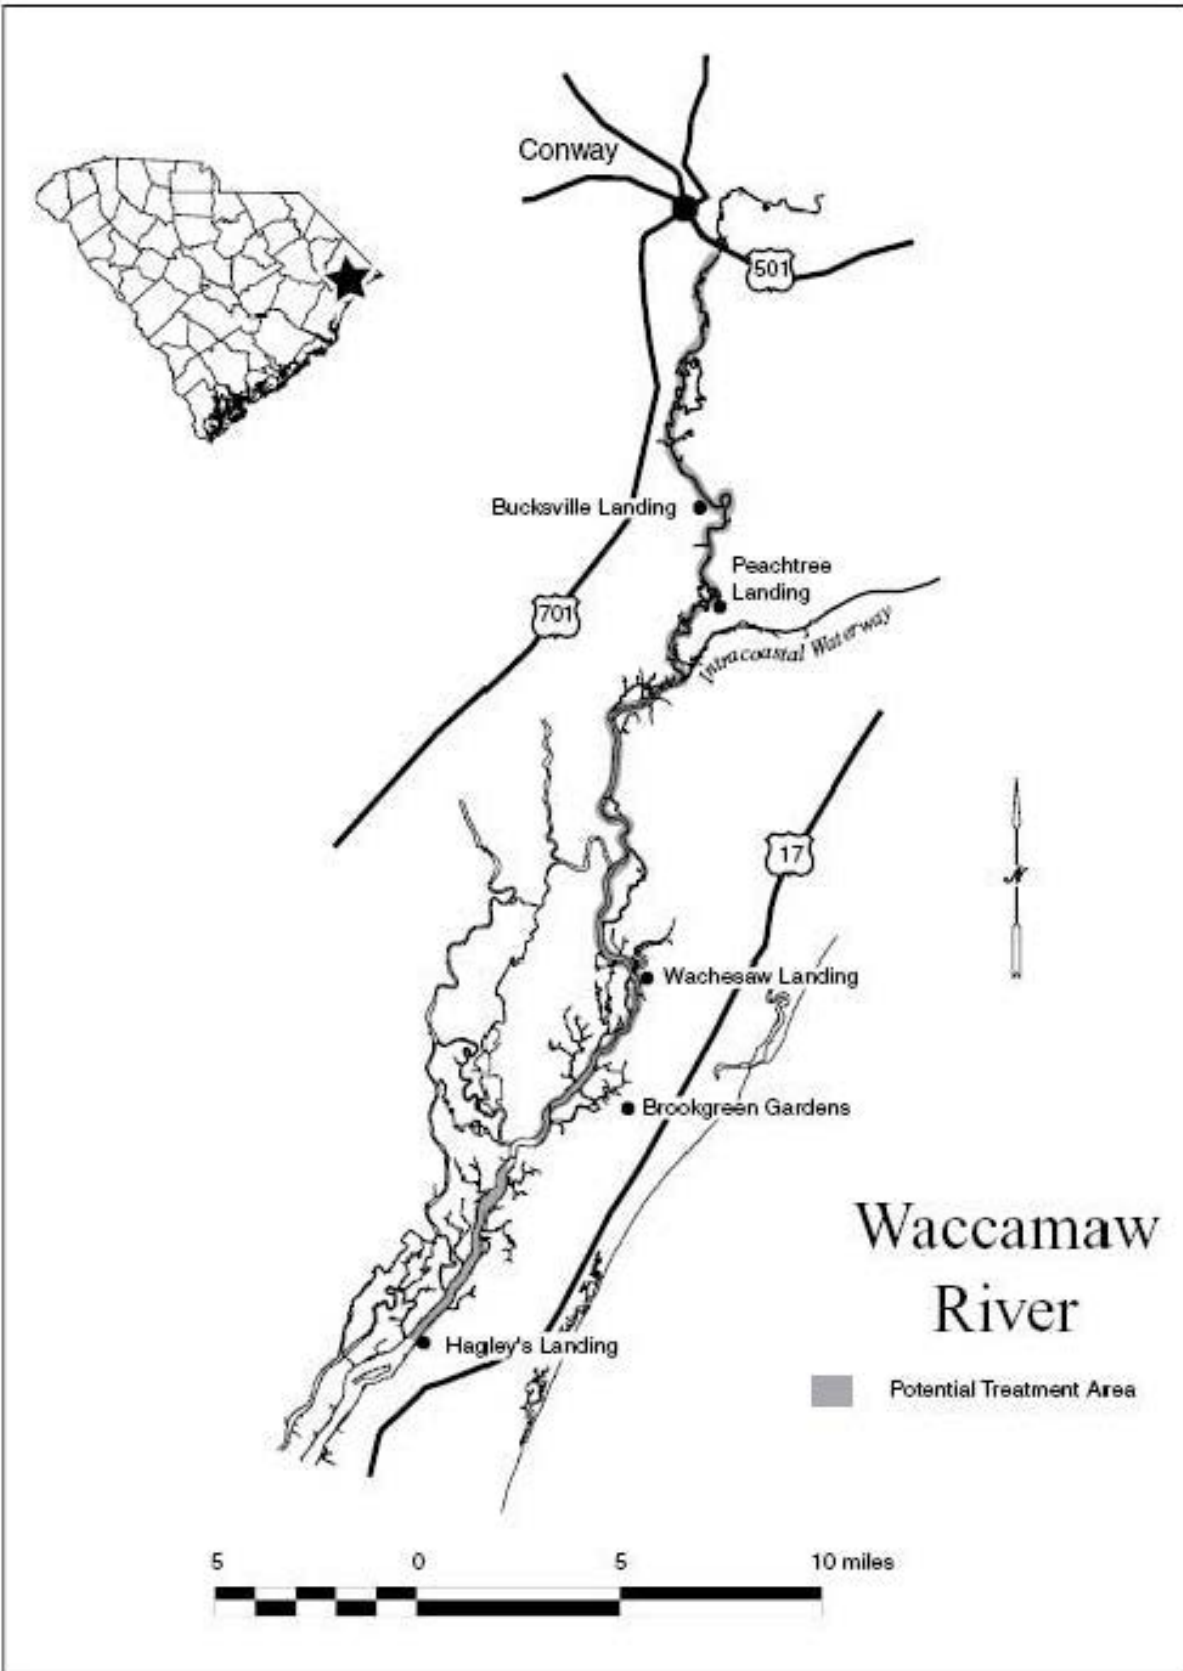 Conway
501
Bucksville Landing
Peachtree
Landing
701
Intracoastal Waterway
17
N
Wachesaw Landing
Brookgreen Gardens
Waccamaw
River
Hagley's Landing
Potential Treatment Area
5 0 5 10 miles